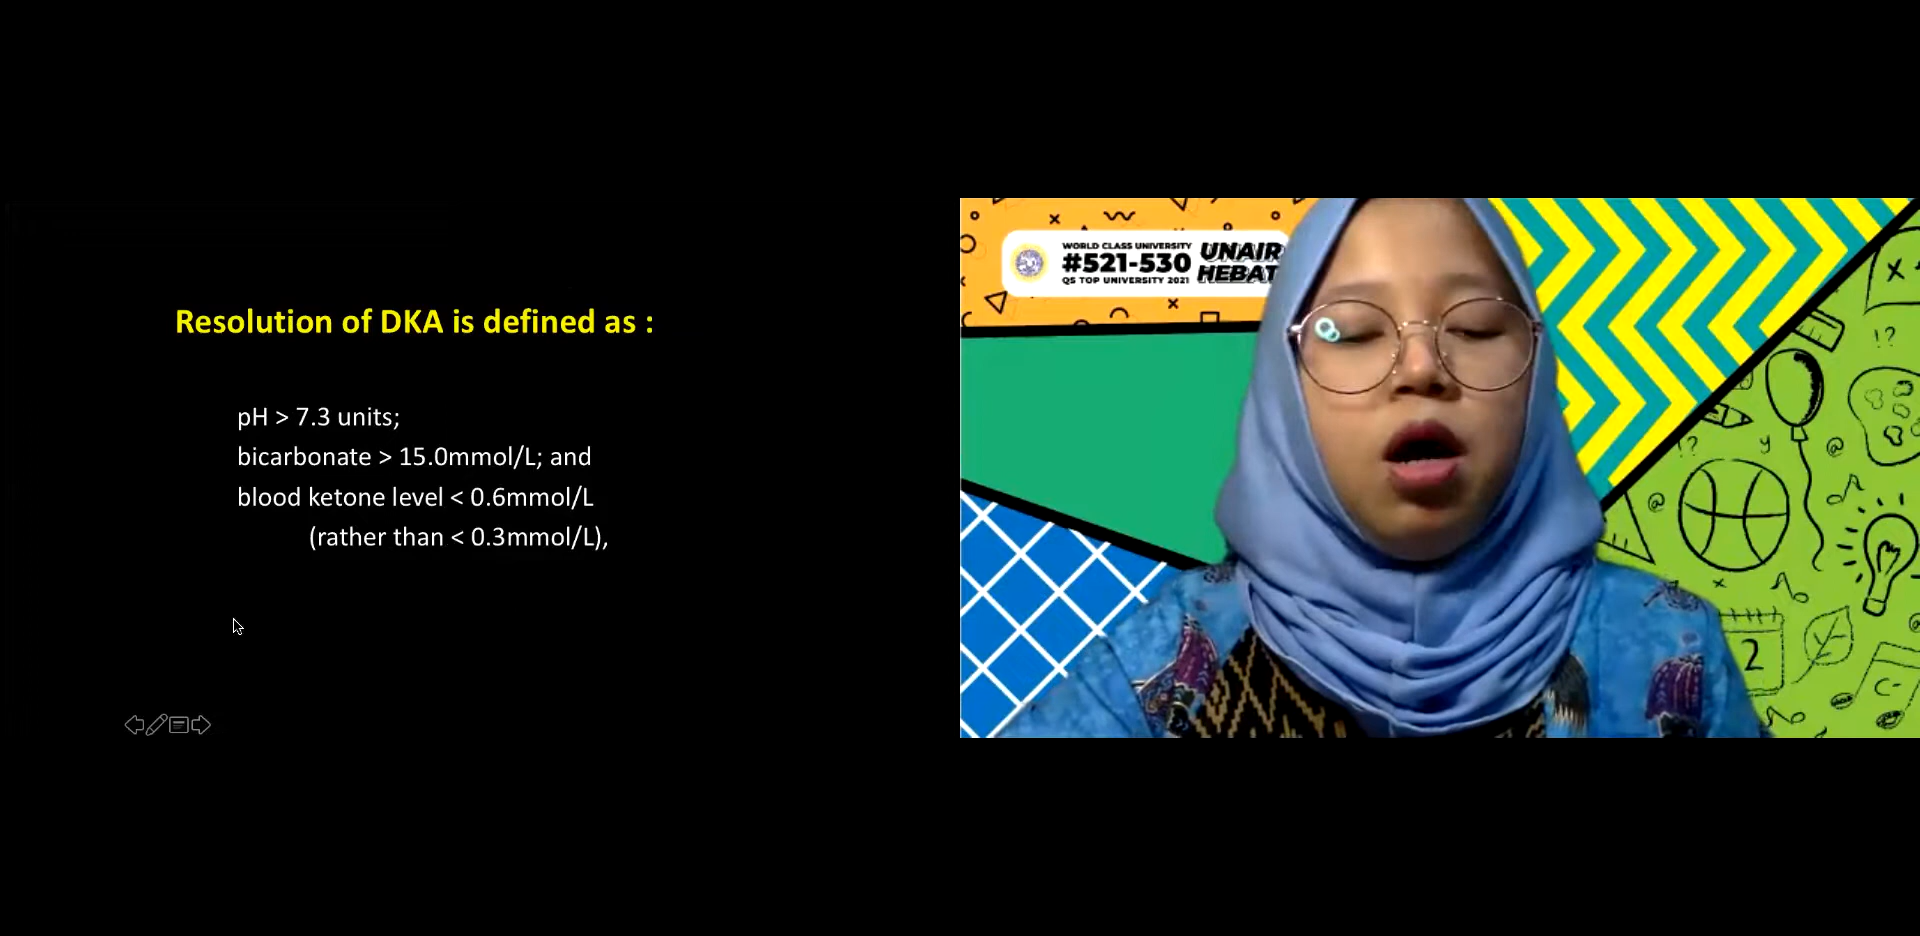 Resolution of DKA is defined as :
pH > 7.3 units;
bicarbonate > 15.0mmol/L; and
blood ketone level < 0.6mmol/L
(rather than < 0.3mmol/L),
WORLD CLASS UNIVERSITY
#521-530
QS TOP UNIVERSITY 2021
UNAIR
HEBAT
!?
!?
y
@
@
2